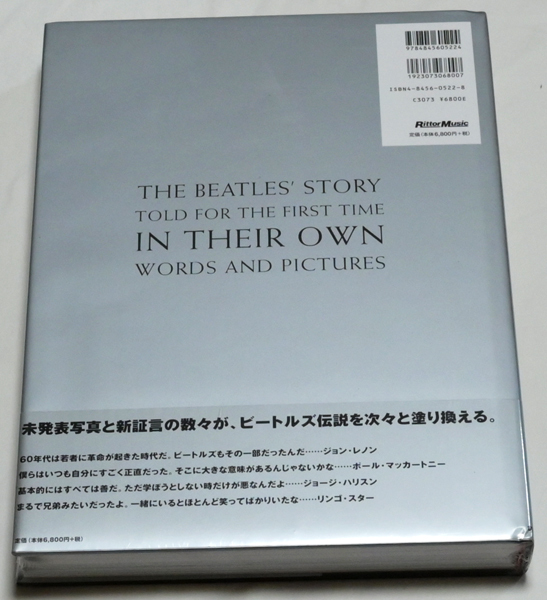 9784845605224
1923073068007
ISBN4-8456-0522-8
C3073 ¥6800E
RittorMusic
定価(本体6,800円+税)
THE BEATLES' STORY
TOLD FOR THE FIRST TIME
IN THEIR OWN
WORDS AND PICTURES
未発表写真と新証言の数々が、ビートルズ伝説を次々と塗り換える。
60年代は若者に革命が起きた時代だ。ビートルズもその一部だったんだ……ジョン・レノン
僕らはいつも自分にすごく正直だった。そこに大きな意味があるんじゃないかな……ポール・マッカートニー
基本的にはすべては善だ。ただ学ぼうとしない時だけが悪なんだよ……ジョージ・ハリスン
まるで兄弟みたいだったよ。一緒にいるとほとんど笑ってばかりいたな……リンゴ・スター
定価(本体6,800円+税)